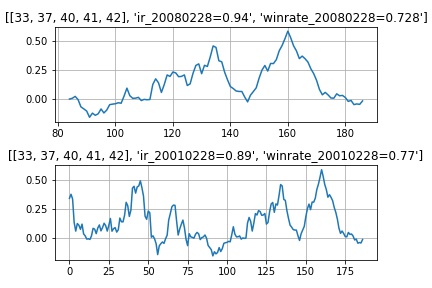 [[33, 37, 40, 41, 42], 'ir_20080228=0.94', 'winrate_20080228=0.728']
0.50
0.25
0.00
80 100 120 140 160 180
[[33, 37, 40, 41, 42], 'ir_20010228=0.89', 'winrate_20010228=0.77']
0.50
0.25
0.00
0 25 50 75 100 125 150 175